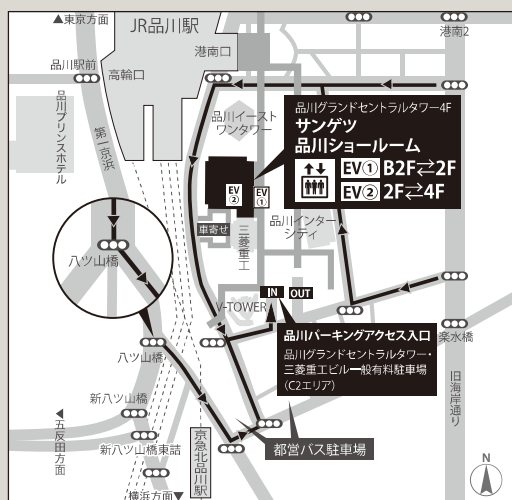 ▲東京方面
JR品川駅
港南口
港南2
品川駅前
高輪口
品川プリンスホテル
第一京浜
品川イースト
ワンタワー
品川グランドセントラルタワー4F
サンゲツ
品川ショールーム
EV① B2F⇄2F
EV② 2F⇄4F
EV
②
EV
①
車寄せ
三菱重工
品川インター
シティ
八ツ山橋
V-TOWER
IN
OUT
品川パーキングアクセス入口
品川グランドセントラルタワー・
三菱重工ビル一般有料駐車場
(C2エリア)
楽水橋
旧海岸通り
八ツ山橋
新八ツ山橋
▲五反田方面
新八ツ山橋東詰
京急北品川駅
都営バス駐車場
横浜方面▼
N